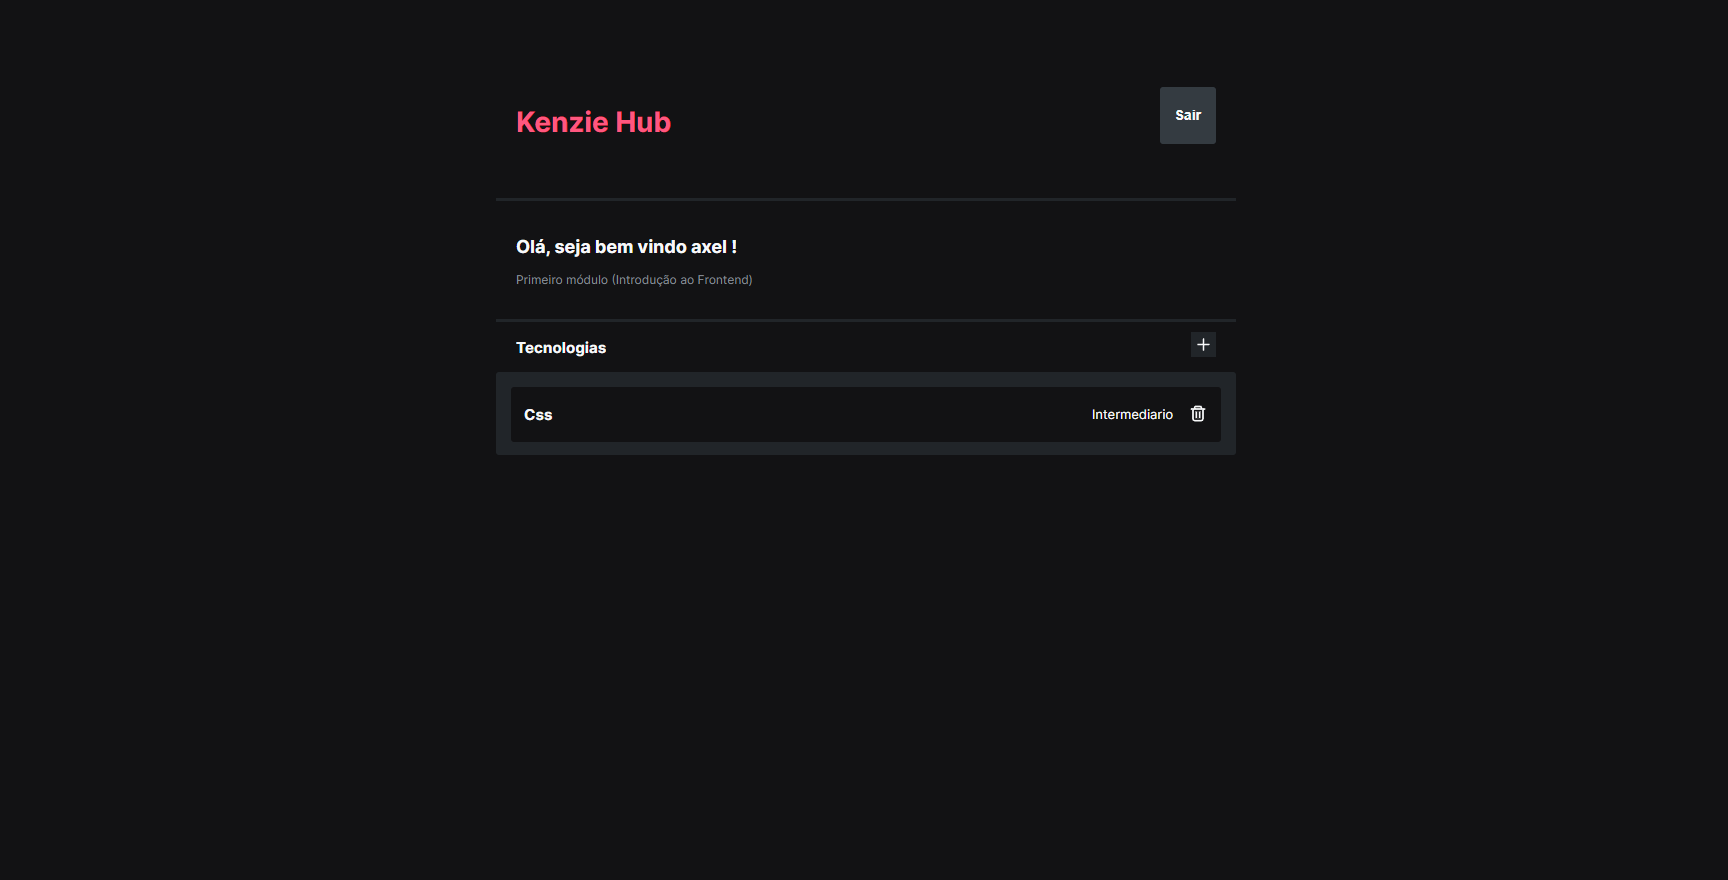 Kenzie Hub
Sair
Olá, seja bem vindo axel !
Primeiro módulo (Introdução ao Frontend)
Tecnologias
Css
Intermediario